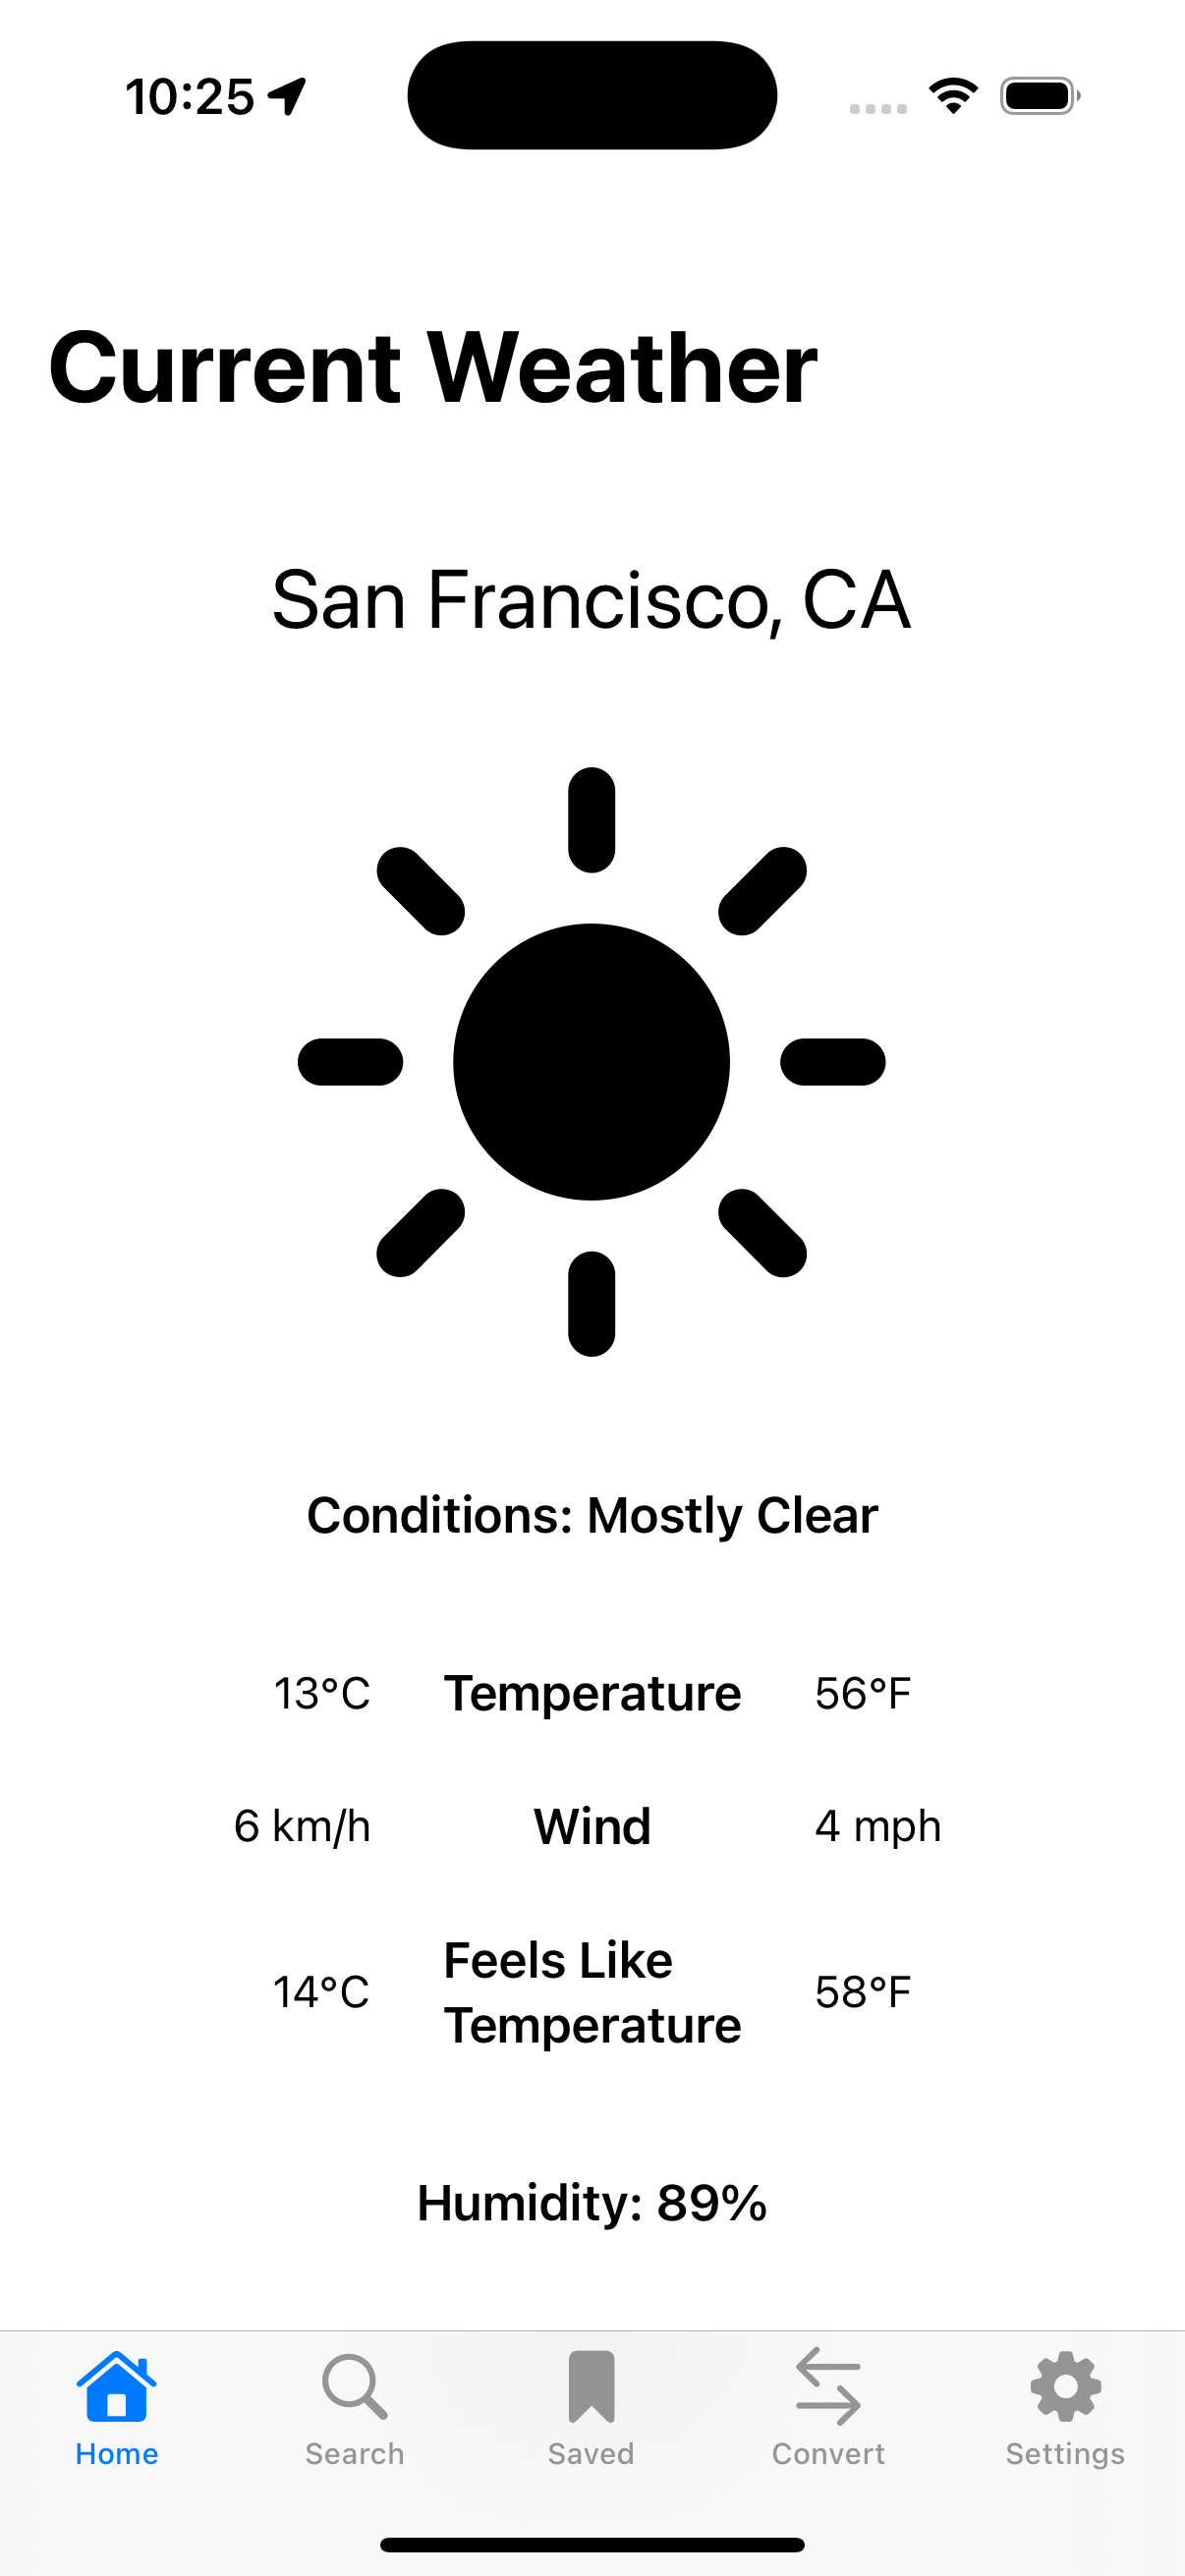 10:25
Current Weather
San Francisco, CA
Conditions: Mostly Clear
13°C Temperature 56°F
6 km/h Wind 4 mph
14°C Feels Like Temperature 58°F
Humidity: 89%
Home Search Saved Convert Settings